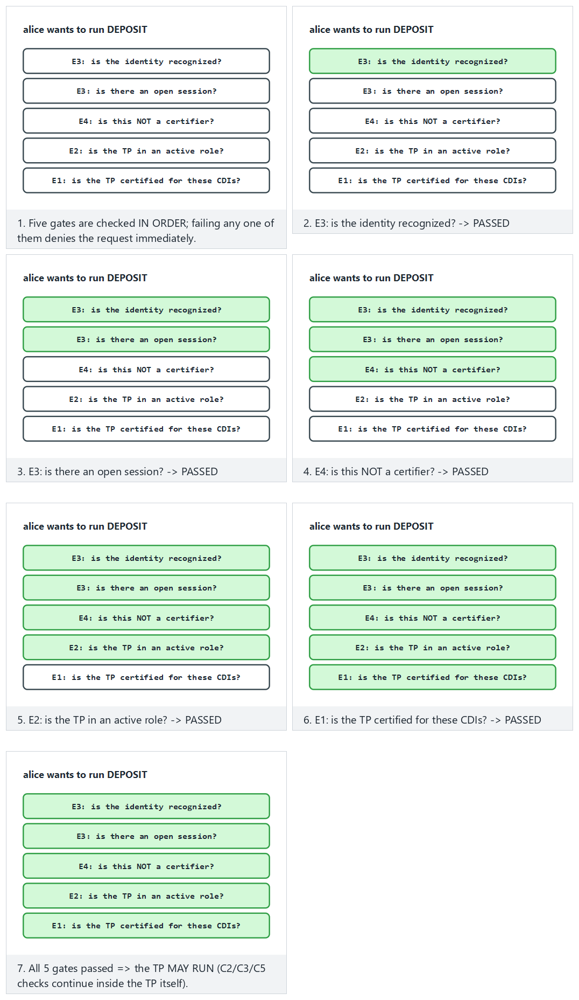 alice wants to run DEPOSIT
E3: is the identity recognized?
E3: is there an open session?
E4: is this NOT a certifier?
E2: is the TP in an active role?
E1: is the TP certified for these CDIs?
1. Five gates are checked IN ORDER; failing any one of
them denies the request immediately.
alice wants to run DEPOSIT
E3: is the identity recognized?
E3: is there an open session?
E4: is this NOT a certifier?
E2: is the TP in an active role?
E1: is the TP certified for these CDIs?
2. E3: is the identity recognized? -> PASSED
alice wants to run DEPOSIT
E3: is the identity recognized?
E3: is there an open session?
E4: is this NOT a certifier?
E2: is the TP in an active role?
E1: is the TP certified for these CDIs?
3. E3: is there an open session? -> PASSED
alice wants to run DEPOSIT
E3: is the identity recognized?
E3: is there an open session?
E4: is this NOT a certifier?
E2: is the TP in an active role?
E1: is the TP certified for these CDIs?
4. E4: is this NOT a certifier? -> PASSED
alice wants to run DEPOSIT
E3: is the identity recognized?
E3: is there an open session?
E4: is this NOT a certifier?
E2: is the TP in an active role?
E1: is the TP certified for these CDIs?
5. E2: is the TP in an active role? -> PASSED
alice wants to run DEPOSIT
E3: is the identity recognized?
E3: is there an open session?
E4: is this NOT a certifier?
E2: is the TP in an active role?
E1: is the TP certified for these CDIs?
6. E1: is the TP certified for these CDIs? -> PASSED
alice wants to run DEPOSIT
E3: is the identity recognized?
E3: is there an open session?
E4: is this NOT a certifier?
E2: is the TP in an active role?
E1: is the TP certified for these CDIs?
7. All 5 gates passed => the TP MAY RUN (C2/C3/C5
checks continue inside the TP itself).